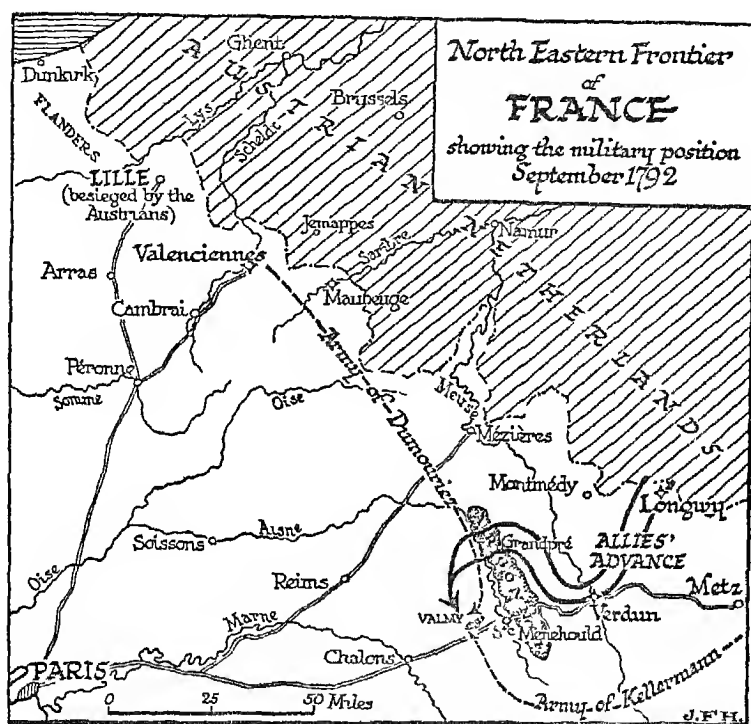 North Eastern Frontier
of
FRANCE
showing the military position
September 1792
AUSTRIAN NETHERLANDS
Ghent
Dunkirk
FLANDERS
Lys
Brussels
Scheldt
LILLE
(besieged by the
Austrians)
Jemappes
Namur
Valenciennes
Sambre
Arras
Maubeuge
Cambrai
Army of Dumouriez
Péronne
Somme
Oise
Meuse
Mézières
Montmédy
Longwy
Aisne
Soissons
Grandpré
ALLIES'
ADVANCE
Oise
Reims
Metz
Verdun
Marne
VALMY
Ste
Menehould
Chalons
PARIS
Army of Kellermann
0 25 50 Miles
J.F.H.